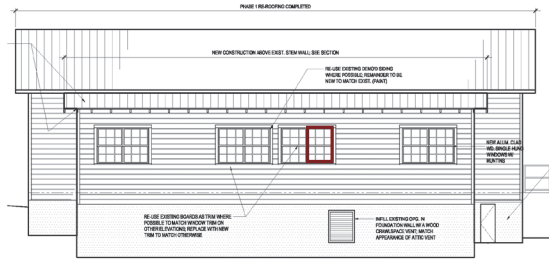 PHASE 1 RE-ROOFING COMPLETED
NEW CONSTRUCTION ABOVE EXIST. STEM WALL; SEE SECTION
RE-USE EXISTING DEMO'D SIDING
WHERE POSSIBLE; REMAINDER TO BE
NEW TO MATCH EXIST. (PAINT)
NEW ALUM. CLAD
WD. SINGLE-HUNG
WINDOWS W/
MUNTINS
RE-USE EXISTING BOARDS AS TRIM WHERE
POSSIBLE TO MATCH WINDOW TRIM ON
OTHER ELEVATIONS; REPLACE WITH NEW
TRIM TO MATCH OTHERWISE
INFILL EXISTING OPG. IN
FOUNDATION WALL W/ A WOOD
CRAWLSPACE VENT; MATCH
APPEARANCE OF ATTIC VENT